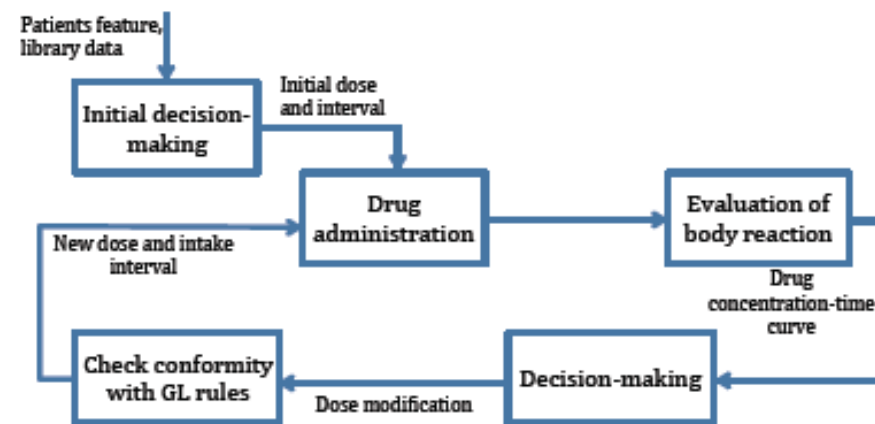 Patients feature,
library data
Initial decision-
making
Initial dose
and interval
Drug
administration
Evaluation of
body reaction
New dose and intake
interval
Drug
concentration-time
curve
Check conformity
with GL rules
Dose modification
Decision-making